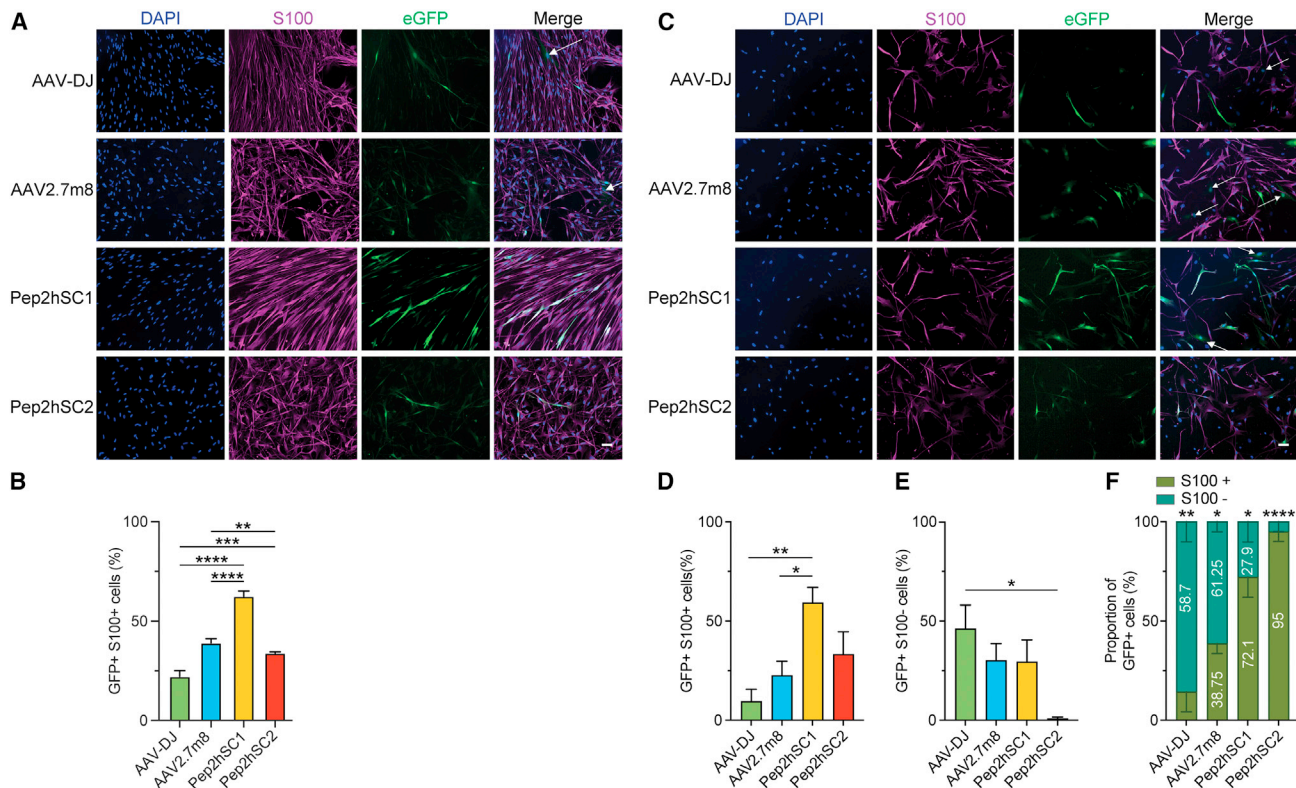 A
DAPI S100 eGFP Merge
AAV-DJ
AAV2.7m8
Pep2hSC1
Pep2hSC2
C
DAPI S100 eGFP Merge
AAV-DJ
AAV2.7m8
Pep2hSC1
Pep2hSC2
B
GFP+ S100+ cells (%)
100
50
0
**
***
****
****
AAV-DJ AAV2.7m8 Pep2hSC1 Pep2hSC2
D
GFP+ S100+ cells(%)
100
50
0
**
*
AAV-DJ AAV2.7m8 Pep2hSC1 Pep2hSC2
E
GFP+ S100- cells(%)
100
50
0
*
AAV-DJ AAV2.7m8 Pep2hSC1 Pep2hSC2
F
S100 +
S100 -
** * * ****
Proportion of
GFP+ cells (%)
100
50
0
58.7 61.25 27.9
38.75 72.1 95
AAV-DJ AAV2.7m8 Pep2hSC1 Pep2hSC2